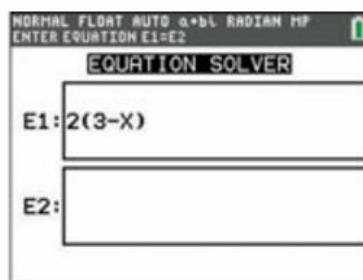 NORMAL FLOAT AUTO a+bi RADIAN MP
ENTER EQUATION E1=E2
EQUATION SOLVER
E1:2(3-X)
E2: